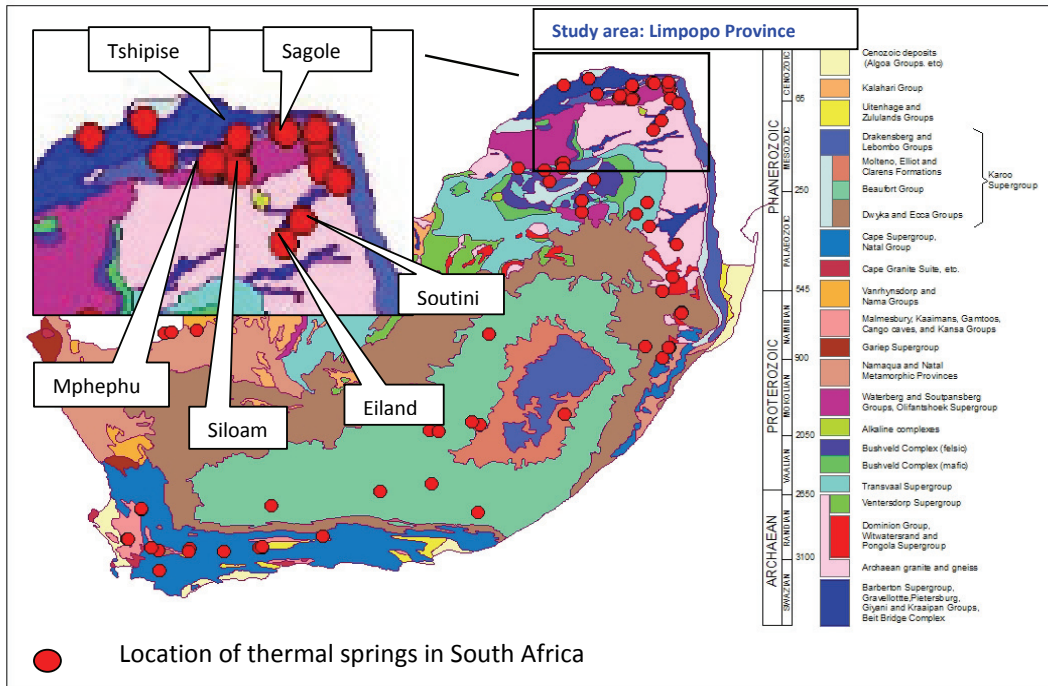 Tshipise
Sagole
Study area: Limpopo Province
Soutini
Mphephu
Siloam
Eiland
Location of thermal springs in South Africa
PHANEROZOIC
PROTEROZOIC
ARCHAEAN
CENOZOIC
MESOZOIC
PALAEOZOIC
NAMIBIAN
MOKOLIAN
VAALIAN
RANDIAN
SWAZIAN
65
250
545
900
2050
2650
3100
Cenozoic deposits
(Algoa Groups. etc)
Kalahari Group
Uitenhage and
Zululands Groups
Drakensberg and
Lebombo Groups
Molteno, Elliot and
Clarens Formations
Beaufort Group
Dwyka and Ecca Groups
Karoo
Supergroup
Cape Supergroup,
Natal Group
Cape Granite Suite, etc.
Vanrhynsdorp and
Nama Groups
Malmesbury, Kaaimans, Gamtoos,
Cango caves, and Kansa Groups
Gariep Supergroup
Namaqua and Natal
Metamorphic Provinces
Waterberg and Soutpansberg
Groups, Olifantshoek Supergroup
Alkaline complexes
Bushveld Complex (felsic)
Bushveld Complex (mafic)
Transvaal Supergroup
Ventersdorp Supergroup
Dominion Group,
Witwatersrand and
Pongola Supergroup
Archaean granite and gneiss
Barberton Supergroup,
Gravellottte,Pietersburg,
Giyani and Kraaipan Groups,
Beit Bridge Complex